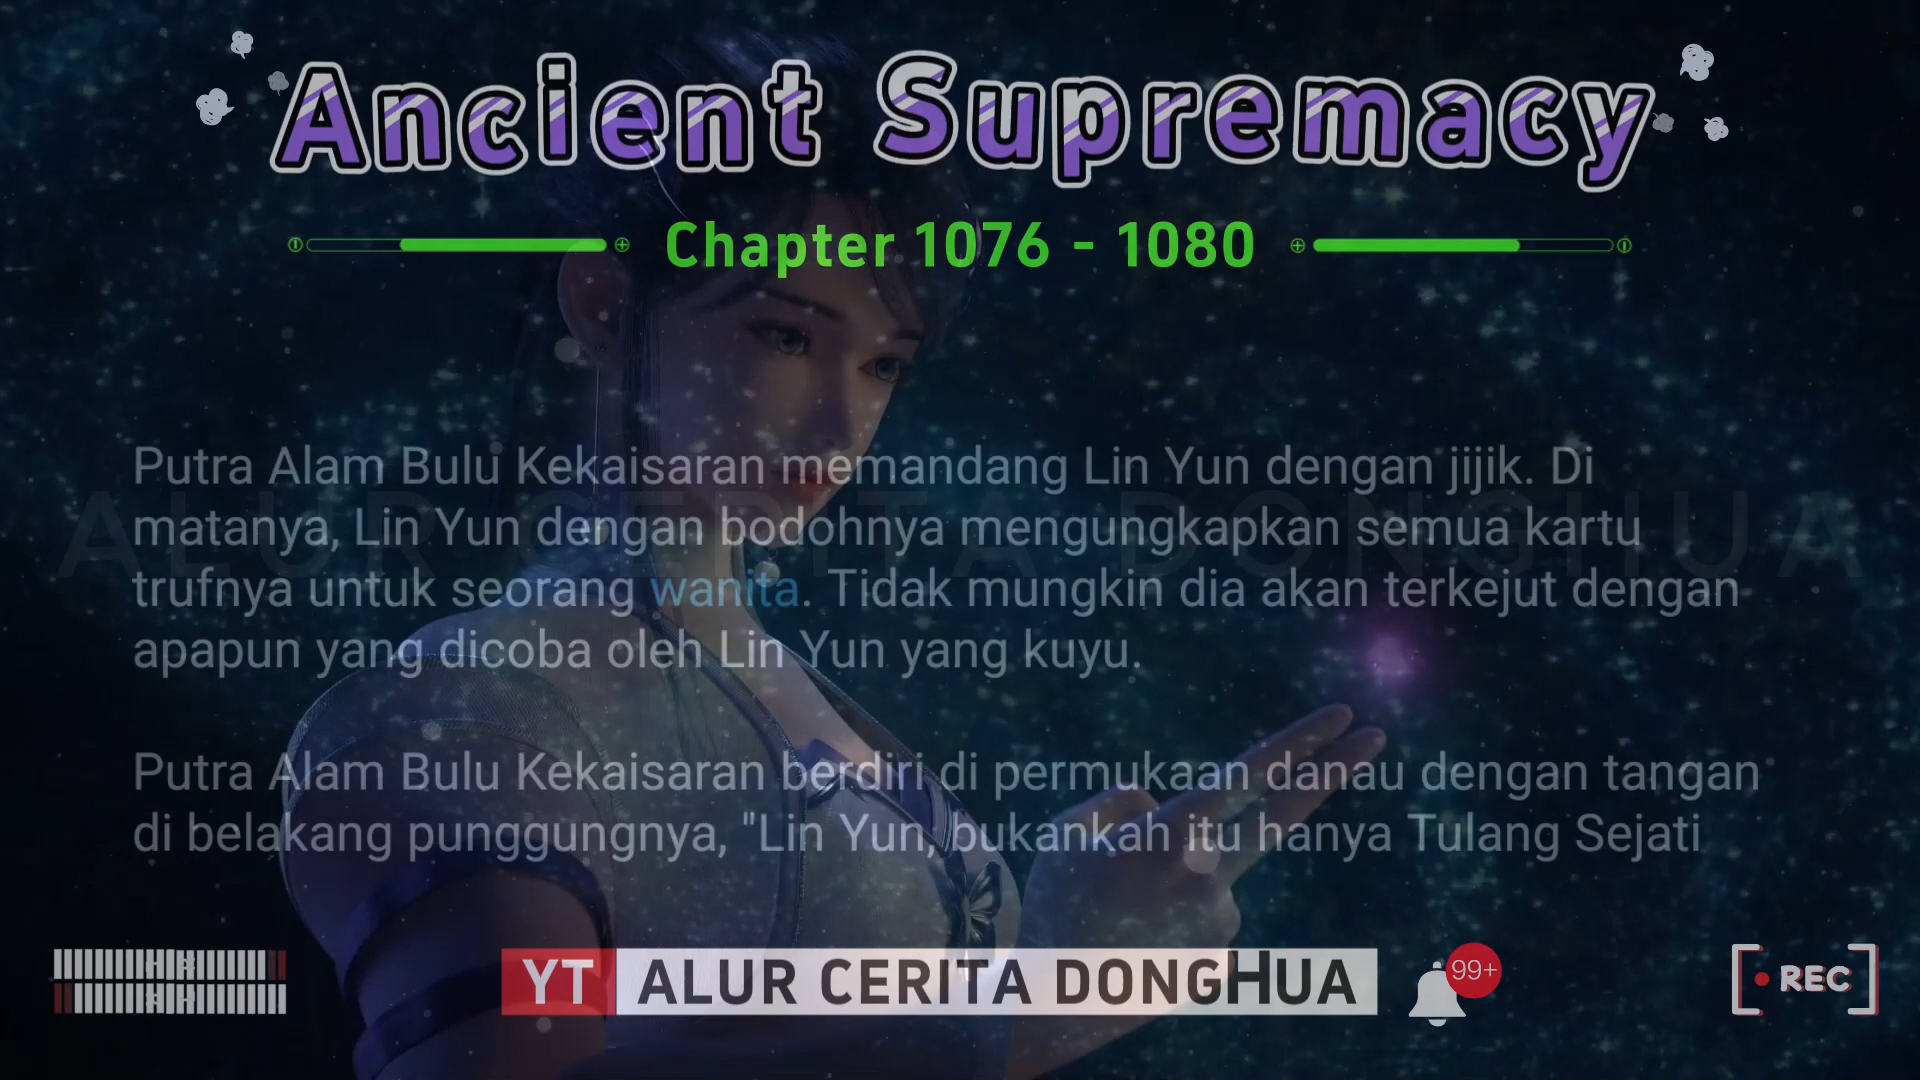 Ancient Supremacy
Chapter 1076 - 1080
Putra Alam Bulu Kekaisaran memandang Lin Yun dengan jijik. Di
matanya, Lin Yun dengan bodohnya mengungkapkan semua kartu
trufnya untuk seorang wanita. Tidak mungkin dia akan terkejut dengan
apapun yang dicoba oleh Lin Yun yang kuyu.
Putra Alam Bulu Kekaisaran berdiri di permukaan danau dengan tangan
di belakang punggungnya, "Lin Yun, bukankah itu hanya Tulang Sejati
ALUR CERITA DONGHUA
YT ALUR CERITA DONGHUA
99+
REC